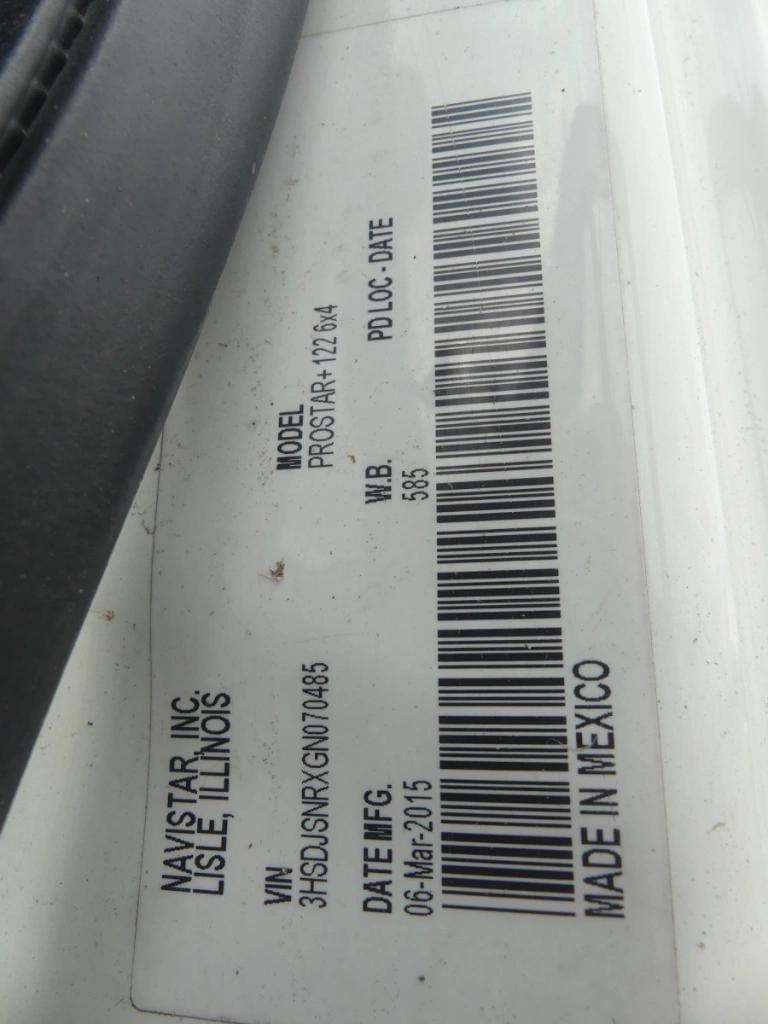 NAVISTAR, INC.
LISLE, ILLINOIS
VIN
3HSDJSNRXGN070485
MODEL
PROSTAR+ 122 6x4
DATE MFG.
06-Mar-2015
W.B.
585
PD LOC - DATE
MADE IN MEXICO